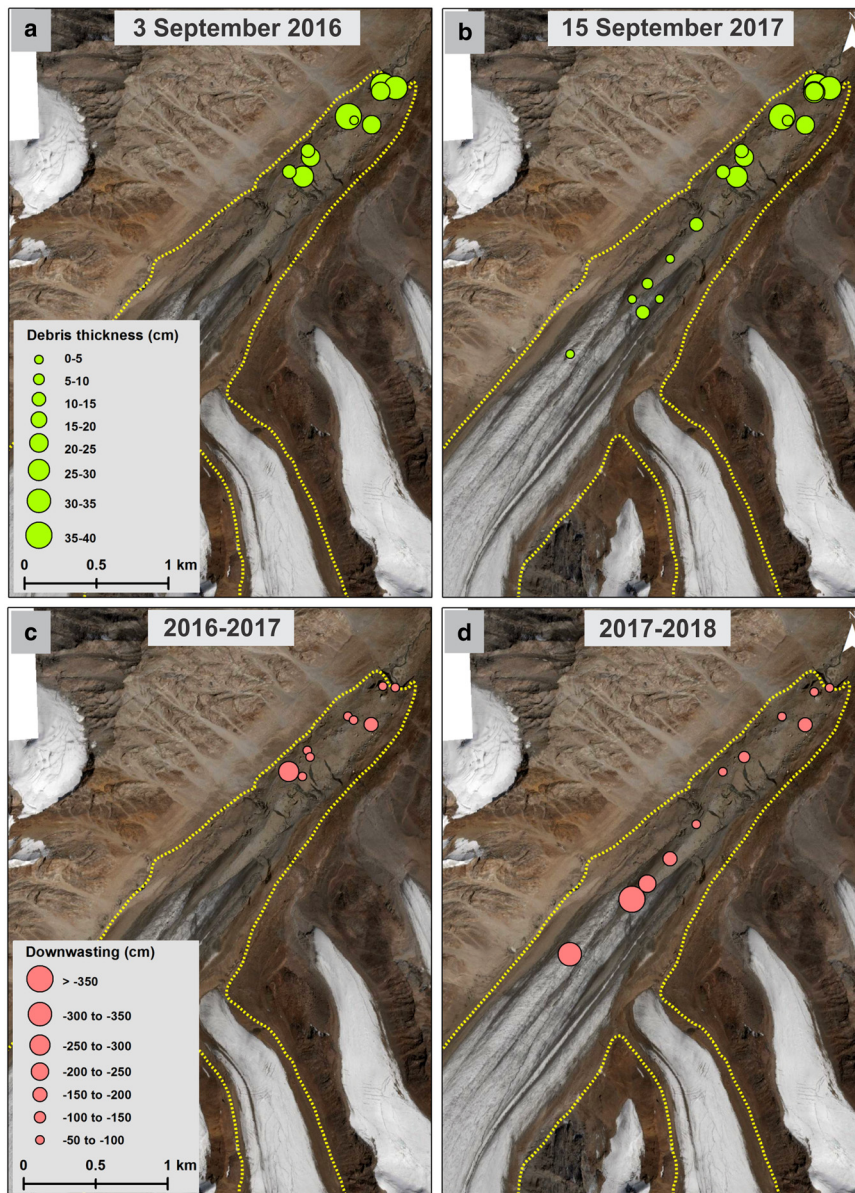 a
3 September 2016
Debris thickness (cm)
0-5
5-10
10-15
15-20
20-25
25-30
30-35
35-40
0 0.5 1 km
b
15 September 2017
c
2016-2017
Downwasting (cm)
> -350
-300 to -350
-250 to -300
-200 to -250
-150 to -200
-100 to -150
-50 to -100
0 0.5 1 km
d
2017-2018